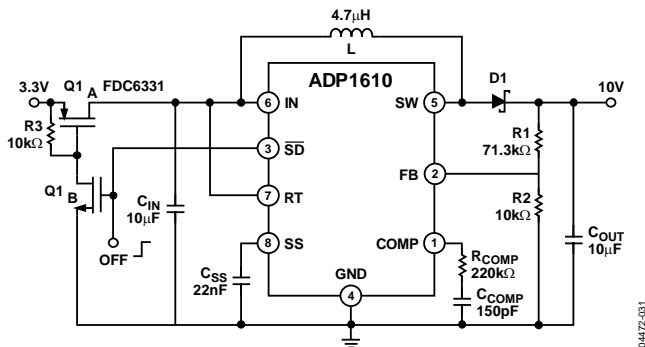 4.7μH
L
ADP1610
3.3V
Q1
A
FDC6331
R3
10kΩ
Q1
B
OFF
CIN
10μF
6
IN
3
SD
7
RT
8
SS
CSS
22nF
GND
4
SW
5
FB
2
COMP
1
RCOMP
220kΩ
CCOMP
150pF
D1
10V
R1
71.3kΩ
R2
10kΩ
COUT
10μF
04472-031